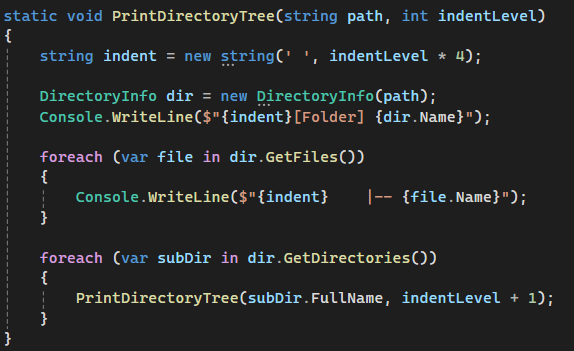 static void PrintDirectoryTree(string path, int indentLevel)
{
    string indent = new string(' ', indentLevel * 4);

    DirectoryInfo dir = new DirectoryInfo(path);
    Console.WriteLine($"{indent}[Folder] {dir.Name}");

    foreach (var file in dir.GetFiles())
    {
        Console.WriteLine($"{indent}    |-- {file.Name}");
    }

    foreach (var subDir in dir.GetDirectories())
    {
        PrintDirectoryTree(subDir.FullName, indentLevel + 1);
    }
}